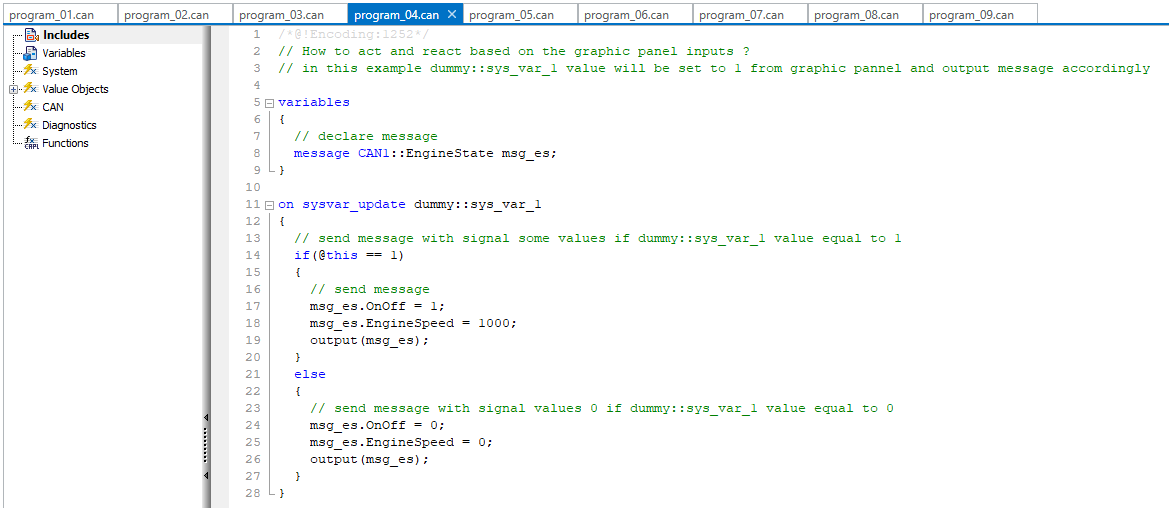 program_01.can program_02.can program_03.can program_04.can program_05.can program_06.can program_07.can program_08.can program_09.can
Includes
Variables
System
Value Objects
CAN
Diagnostics
Functions
1 /*@!Encoding:1252*/
2 // How to act and react based on the graphic panel inputs ?
3 // in this example dummy::sys_var_1 value will be set to 1 from graphic pannel and output message accordingly
4
5 variables
6 {
7   // declare message
8   message CAN1::EngineState msg_es;
9 }
10
11 on sysvar_update dummy::sys_var_1
12 {
13   // send message with signal some values if dummy::sys_var_1 value equal to 1
14   if(@this == 1)
15   {
16     // send message
17     msg_es.OnOff = 1;
18     msg_es.EngineSpeed = 1000;
19     output(msg_es);
20   }
21   else
22   {
23     // send message with signal values 0 if dummy::sys_var_1 value equal to 0
24     msg_es.OnOff = 0;
25     msg_es.EngineSpeed = 0;
26     output(msg_es);
27   }
28 }